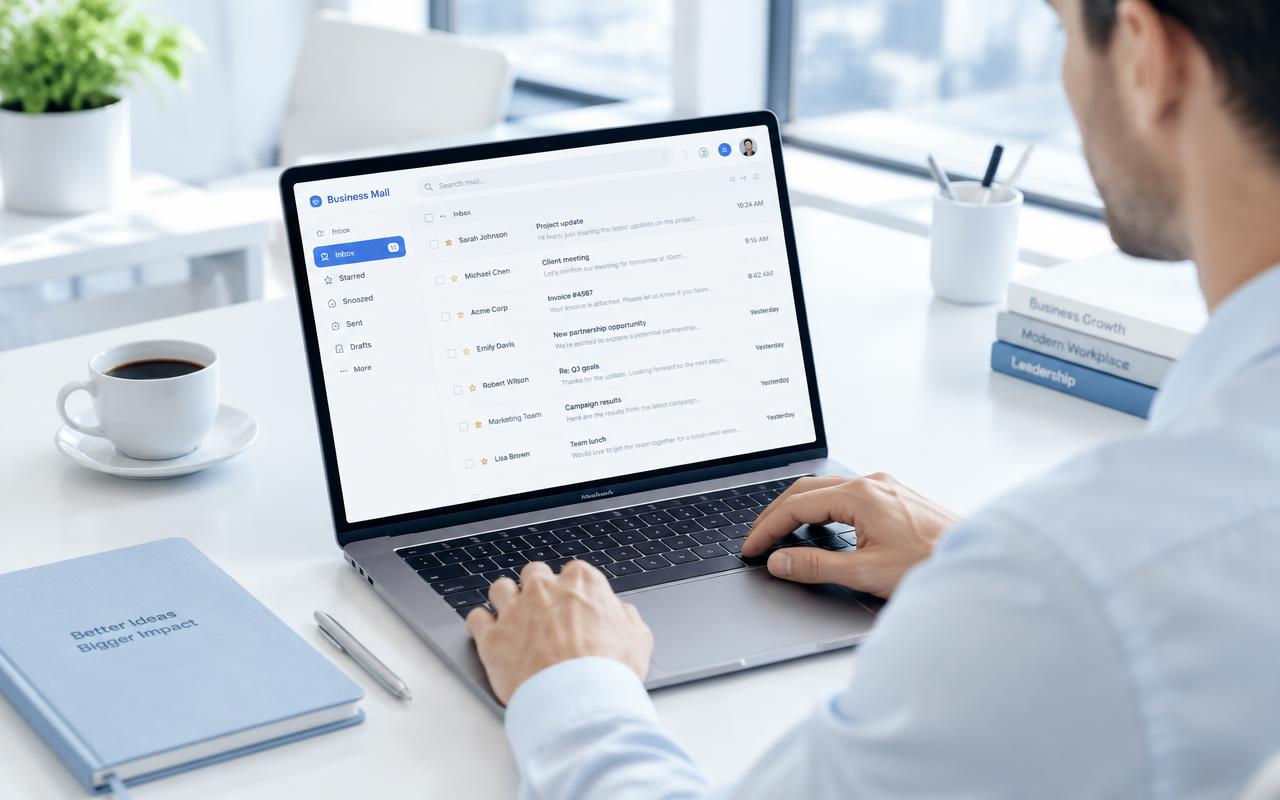 Business Mail
Search mail...
Inbox
Inbox 12
Starred
Snoozed
Sent
Drafts
More
Inbox
Sarah Johnson Project update 10:24 AM
Hi team, just sharing the latest updates on the project...
Michael Chen Client meeting 9:18 AM
Let's confirm our meeting for tomorrow at 10am...
Acme Corp Invoice #4567 8:42 AM
Your invoice is attached. Please let us know if you have...
Emily Davis New partnership opportunity Yesterday
We're excited to explore a potential partnership...
Robert Wilson Re: Q3 goals Yesterday
Thanks for the update. Looking forward to the next steps...
Marketing Team Campaign results Yesterday
Here are the results from the latest campaign...
Lisa Brown Team lunch Yesterday
Would love to get the team together for a lunch next week...
Business Growth
Modern Workplace
Leadership
Better Ideas
Bigger Impact